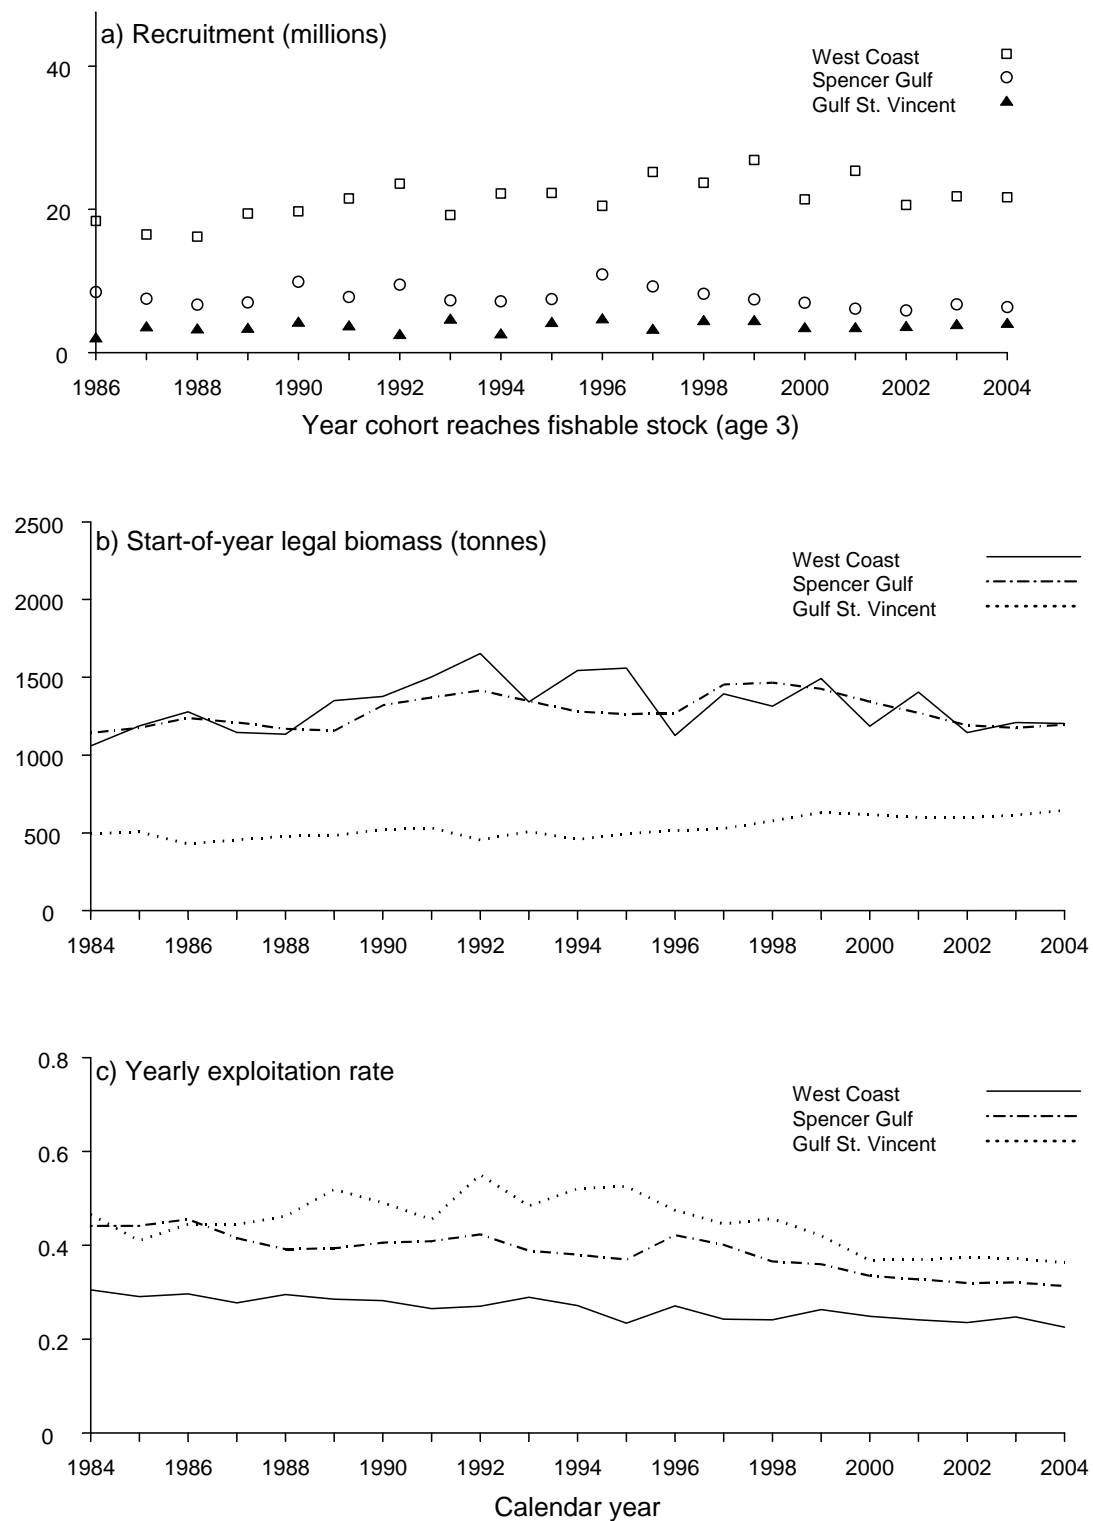 a) Recruitment (millions)
West Coast
Spencer Gulf
Gulf St. Vincent
40
20
0
1986 1988 1990 1992 1994 1996 1998 2000 2002 2004
Year cohort reaches fishable stock (age 3)
2500
b) Start-of-year legal biomass (tonnes)
West Coast
Spencer Gulf
Gulf St. Vincent
2000
1500
1000
500
0
1984 1986 1988 1990 1992 1994 1996 1998 2000 2002 2004
0.8
c) Yearly exploitation rate
West Coast
Spencer Gulf
Gulf St. Vincent
0.6
0.4
0.2
0
1984 1986 1988 1990 1992 1994 1996 1998 2000 2002 2004
Calendar year